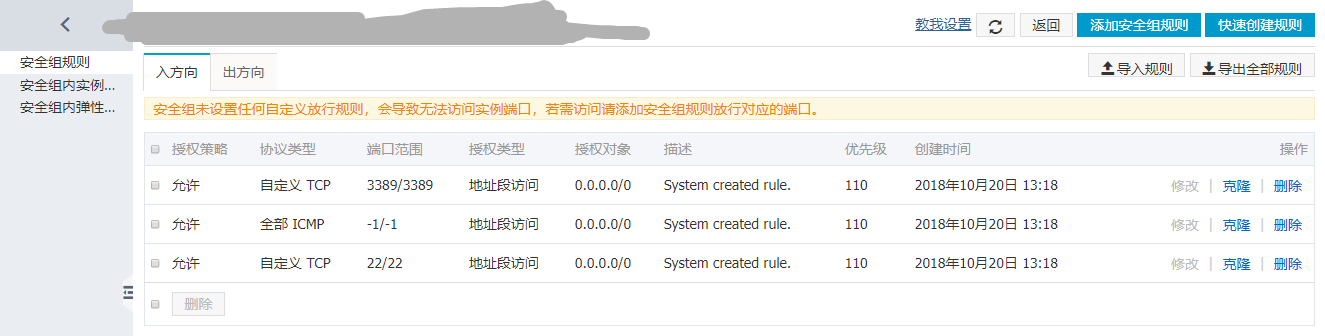 教我设置 返回 添加安全组规则 快速创建规则
安全组规则
安全组内实例...
安全组内弹性...
入方向 出方向 导入规则 导出全部规则
安全组未设置任何自定义放行规则，会导致无法访问实例端口，若需访问请添加安全组规则放行对应的端口。
授权策略 协议类型 端口范围 授权类型 授权对象 描述 优先级 创建时间 操作
允许 自定义 TCP 3389/3389 地址段访问 0.0.0.0/0 System created rule. 110 2018年10月20日 13:18 修改 | 克隆 | 删除
允许 全部 ICMP -1/-1 地址段访问 0.0.0.0/0 System created rule. 110 2018年10月20日 13:18 修改 | 克隆 | 删除
允许 自定义 TCP 22/22 地址段访问 0.0.0.0/0 System created rule. 110 2018年10月20日 13:18 修改 | 克隆 | 删除
删除